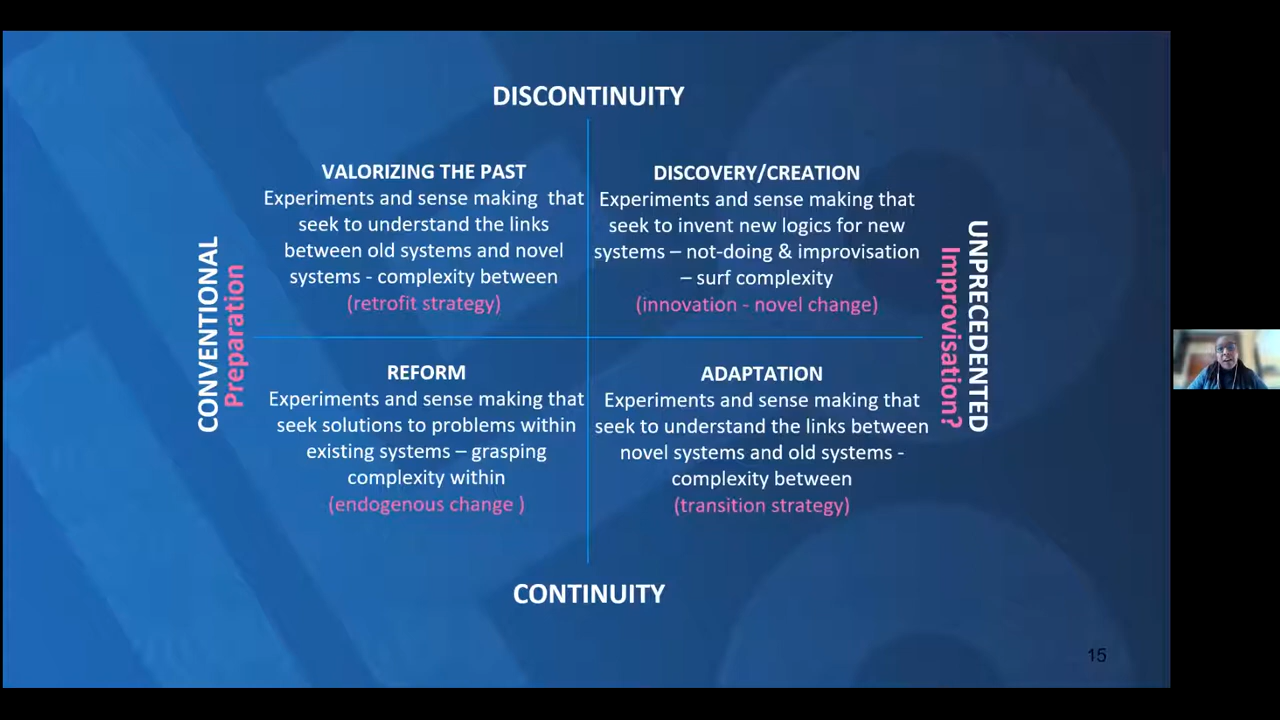 DISCONTINUITY
VALORIZING THE PAST
Experiments and sense making that
seek to understand the links
between old systems and novel
systems - complexity between
(retrofit strategy)
DISCOVERY/CREATION
Experiments and sense making that
seek to invent new logics for new
systems – not-doing & improvisation
– surf complexity
(innovation - novel change)
CONVENTIONAL
Preparation
UNPRECEDENTED
Improvisation?
REFORM
Experiments and sense making that
seek solutions to problems within
existing systems – grasping
complexity within
(endogenous change )
ADAPTATION
Experiments and sense making that
seek to understand the links between
novel systems and old systems -
complexity between
(transition strategy)
CONTINUITY
15